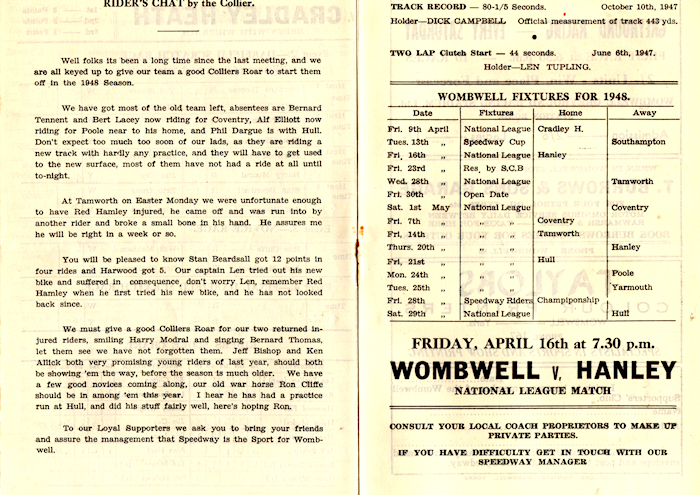 RIDER'S CHAT by the Collier.
Well folks its been a long time since the last meeting, and we
are all keyed up to give our team a good Colliers Roar to start them
off in the 1948 Season.
We have got most of the old team left, absentees are Bernard
Tennent and Bert Lacey now riding for Coventry, Alf Elliott now
riding for Poole near to his home, and Phil Dargue is with Hull.
Don't expect too much too soon of our lads, as they are riding a
new track with hardly any practice, and they will have to get used
to the new surface, most of them have not had a ride at all until
to-night.
At Tamworth on Easter Monday we were unfortunate enough
to have Red Hamley injured, he came off and was run into by
another rider and broke a small bone in his hand. He assures me
he will be right in a week or so.
You will be pleased to know Stan Beardsall got 12 points in
four rides and Harwood got 5. Our captain Len tried out his new
bike and suffered in consequence don't worry Len, remember Red
Hamley when he first tried his new bike, and he has not looked
back since.
We must give a good Colliers Roar for our two returned in-
jured riders, smiling Harry Modral and singing Bernard Thomas,
let them see we have not forgotten them. Jeff Bishop and Ken
Allick both very promising young riders of last year, should both
be showing 'em the way, before the season is much older. We have
a few good novices coming along, our old war horse Ron Cliffe
should be in among 'em this year. I hear he has had a practice
run at Hull, and did his stuff fairly well, here's hoping Ron.
To our Loyal Supporters we ask you to bring your friends
and assure the management that Speedway is the Sport for Womb-
well.
TRACK RECORD — 80-1/5 Seconds. October 10th, 1947
Holder—DICK CAMPBELL Official measurement of track 443 yds.
TWO LAP Clutch Start — 44 seconds. June 6th, 1947.
Holder—LEN TUPLING.
WOMBWELL FIXTURES FOR 1948.
Date Fixtures Home Away
Fri. 9th April National League Cradley H.
Tues. 13th „ Speedway Cup Southampton
Fri. 16th „ National League Hanley
Fri. 23rd „ Res. by S.C.B
Wed. 28th „ National League Tamworth
Fri. 30th „ Open Date
Sat. 1st May National League Coventry
Fri. 7th „ „ „ Coventry
Fri. 14th „ „ „ Tamworth
Thurs. 20th „ „ „ Hanley
Fri. 21st „ „ „ Hull
Mon. 24th „ „ „ Poole
Tues. 25th „ „ „ Yarmouth
Fri. 28th „ Speedway Riders Championship
Sat. 29th „ National League Hull
FRIDAY, APRIL 16th at 7.30 p.m.
WOMBWELL v. HANLEY
NATIONAL LEAGUE MATCH
CONSULT YOUR LOCAL COACH PROPRIETORS TO MAKE UP
PRIVATE PARTIES.
IF YOU HAVE DIFFICULTY GET IN TOUCH WITH OUR
SPEEDWAY MANAGER